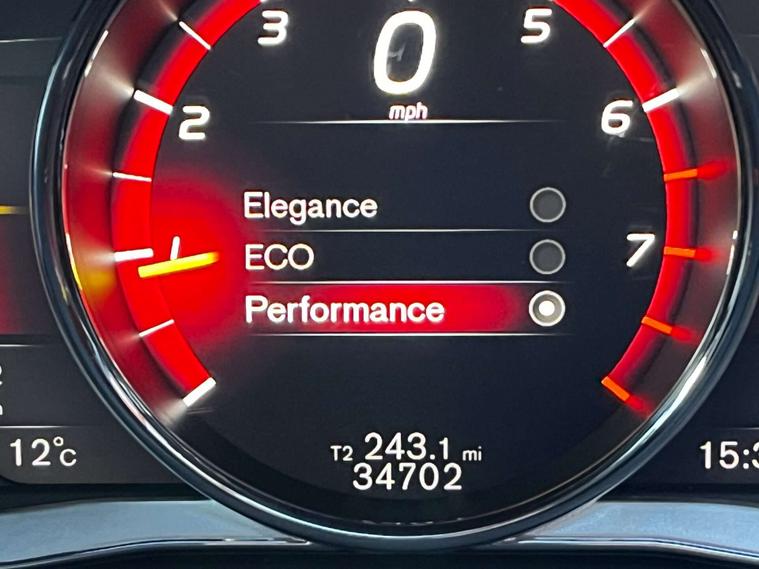 3
0
5
mph
2
6
Elegance
1
ECO
7
Performance
12°C
T2 243.1 mi
15:3
34702